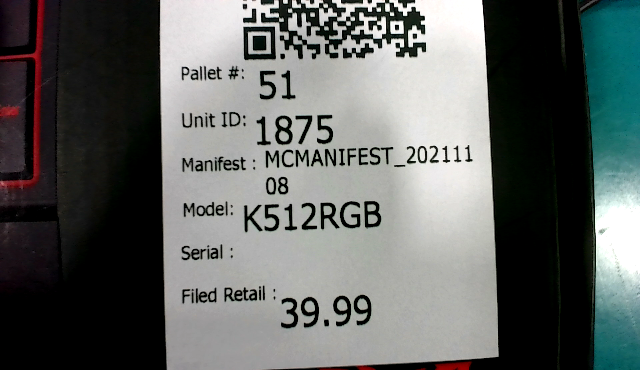 Pallet #: 51
Unit ID: 1875
Manifest : MCMANIFEST_202111
08
Model: K512RGB
Serial :
Filed Retail : 39.99